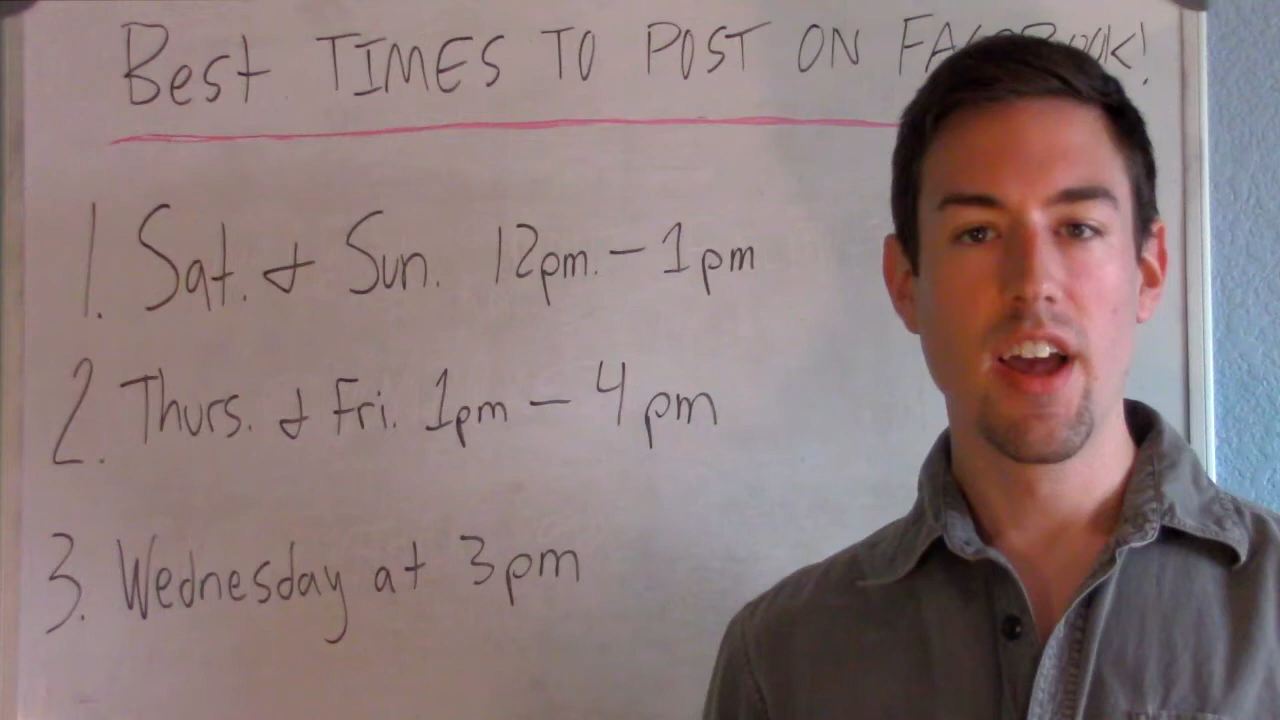 Best TIMES TO POST ON FACEBOOK!
1. Sat. & Sun. 12pm. - 1pm
2. Thurs. & Fri. 1pm - 4pm
3. Wednesday at 3pm